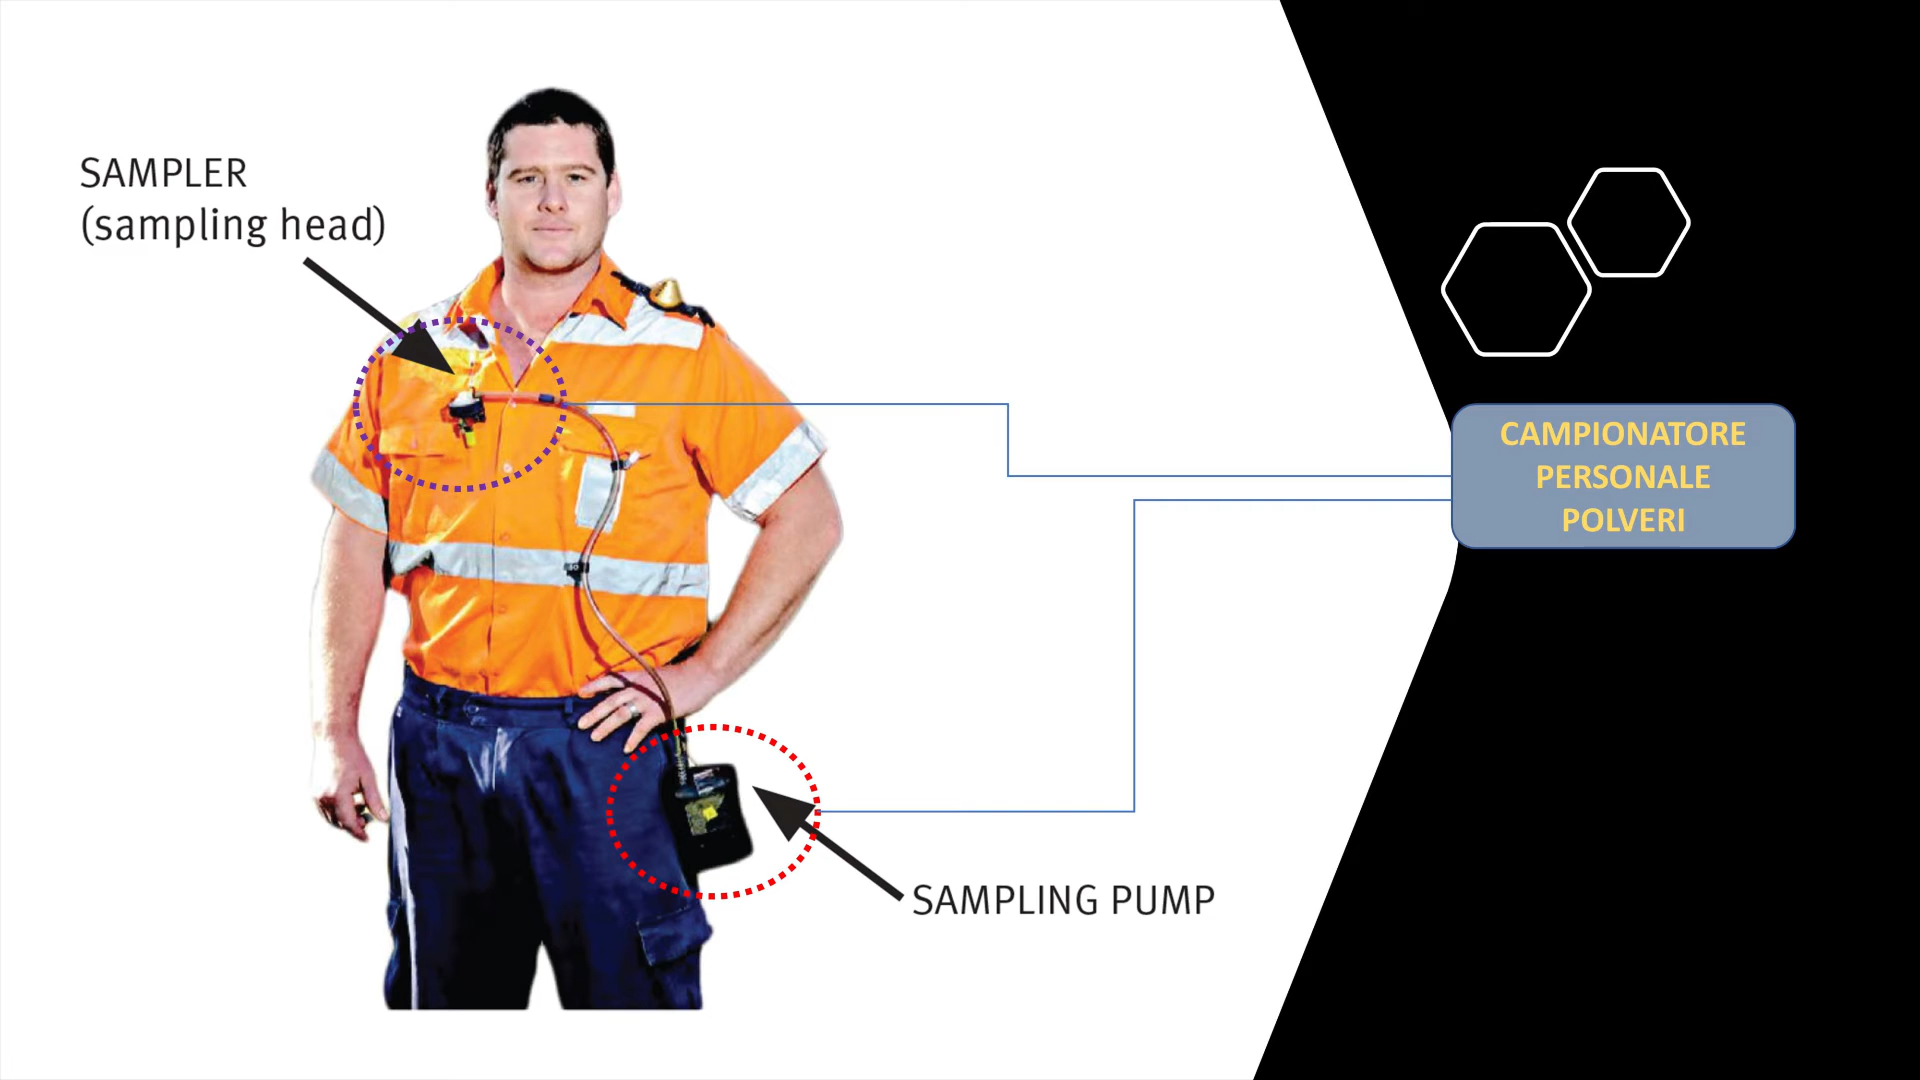 SAMPLER
(sampling head)
CAMPIONATORE
PERSONALE
POLVERI
SAMPLING PUMP